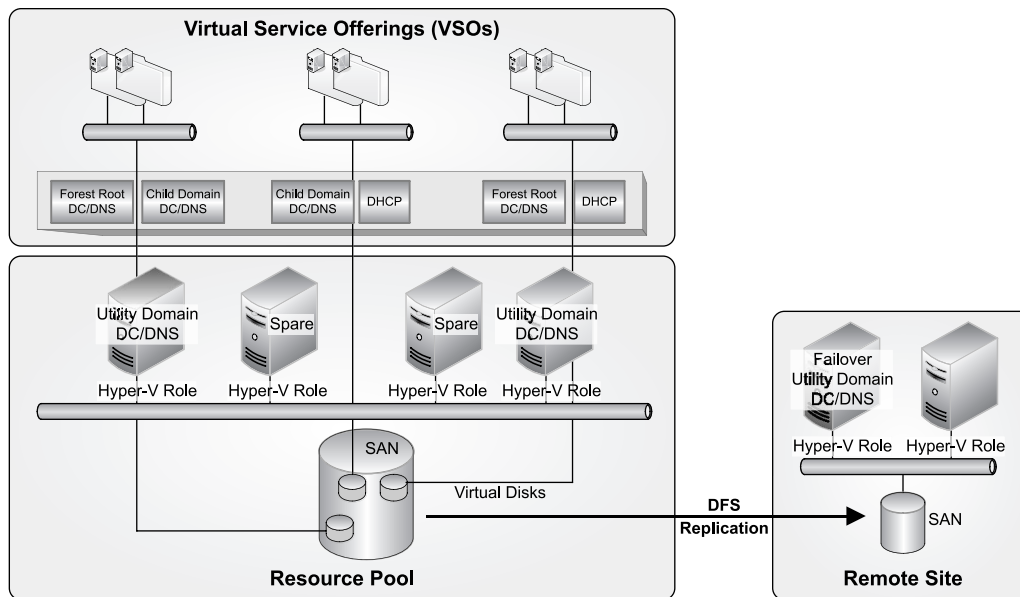 Virtual Service Offerings (VSOs)
Forest Root
DC/DNS
Child Domain
DC/DNS
Child Domain
DC/DNS
DHCP
Forest Root
DC/DNS
DHCP
Utility Domain
DC/DNS
Spare
Spare
Utility Domain
DC/DNS
Hyper-V Role
Hyper-V Role
Hyper-V Role
Hyper-V Role
SAN
Virtual Disks
Resource Pool
DFS
Replication
Failover
Utility Domain
DC/DNS
Hyper-V Role
Hyper-V Role
SAN
Remote Site